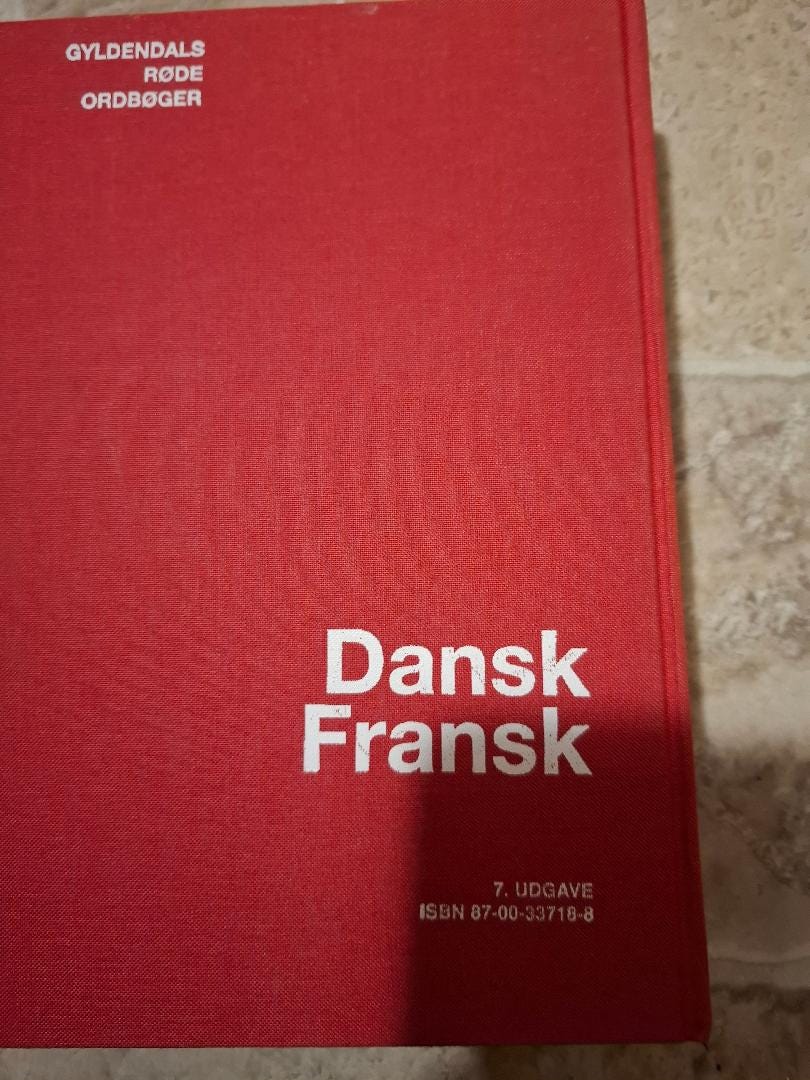 GYLDENDALS
RØDE
ORDBØGER
Dansk
Fransk
7. UDGAVE
ISBN 87-00-33718-8